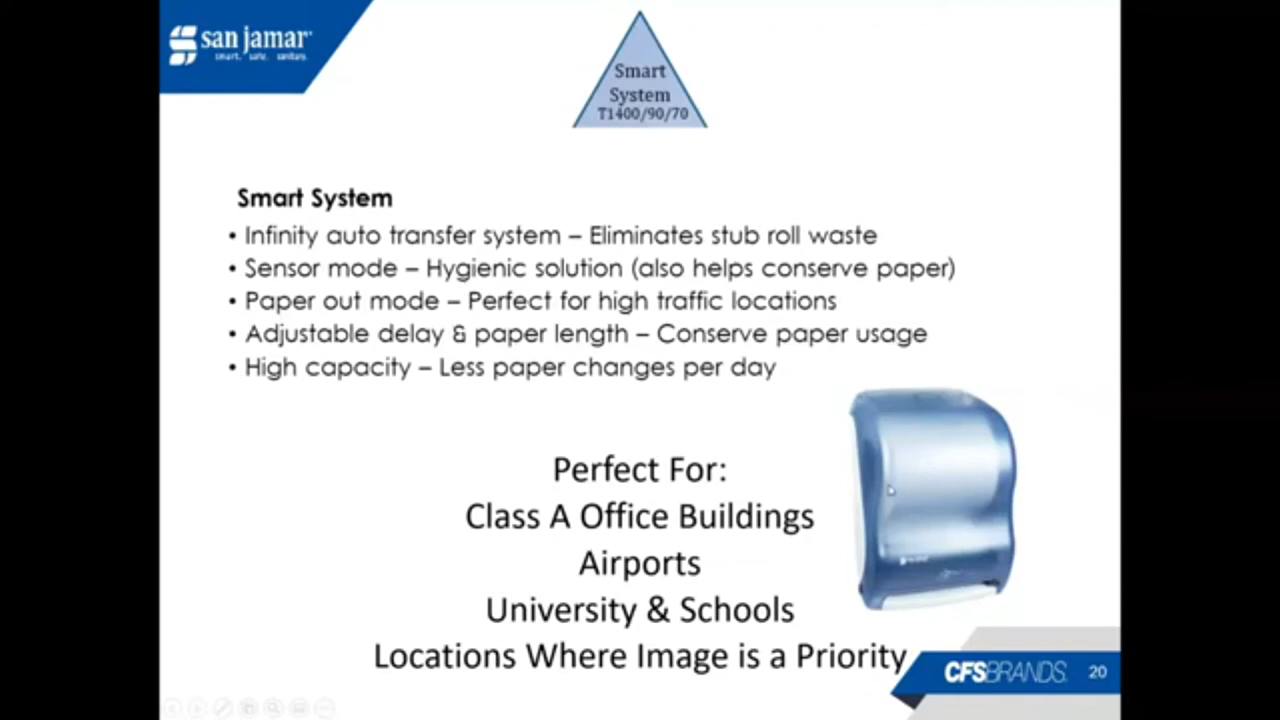 san jamar
smart. safe. sanitary.
Smart
System
T1400/90/70
Smart System
• Infinity auto transfer system – Eliminates stub roll waste
• Sensor mode – Hygienic solution (also helps conserve paper)
• Paper out mode – Perfect for high traffic locations
• Adjustable delay & paper length – Conserve paper usage
• High capacity – Less paper changes per day
Perfect For:
Class A Office Buildings
Airports
University & Schools
Locations Where Image is a Priority
CFSBRANDS 20